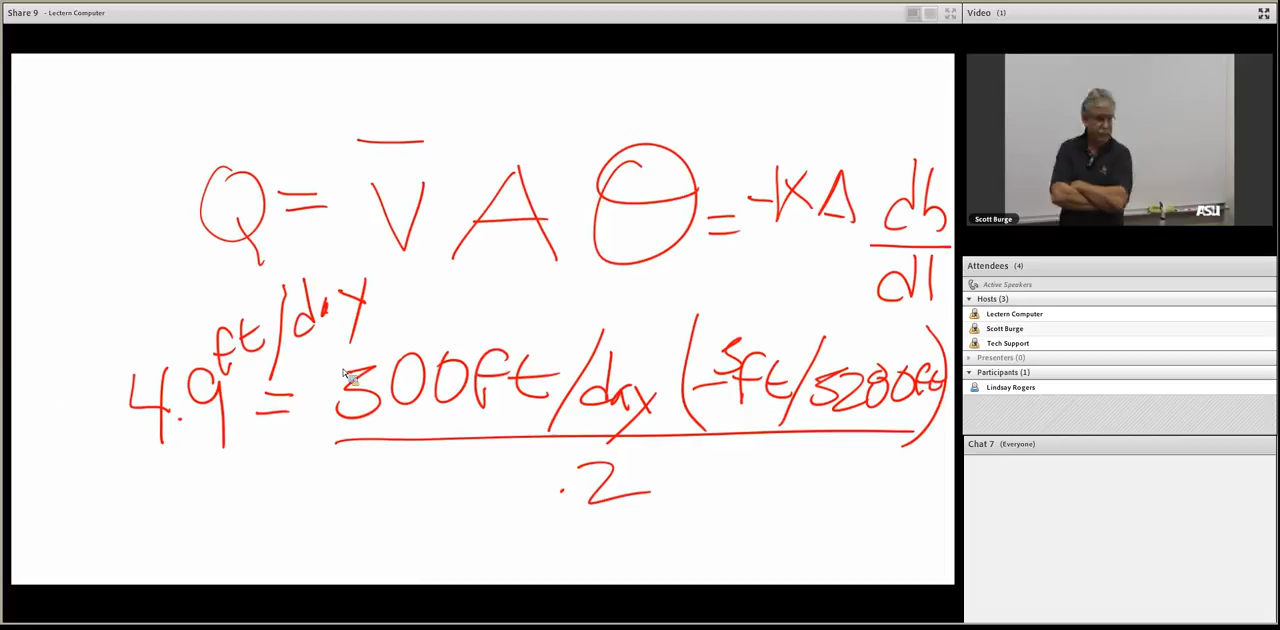 Share 9 - Lectern Computer
Video (1)
Q = V A θ = -KA dh/dl
4.9 ft/day = 500ft/day (-5ft/5280ft)
.2
Scott Burge
ASU
Attendees (4)
Active Speakers
Hosts (3)
Lectern Computer
Scott Burge
Tech Support
Presenters (0)
Participants (1)
Lindsay Rogers
Chat 7 (Everyone)